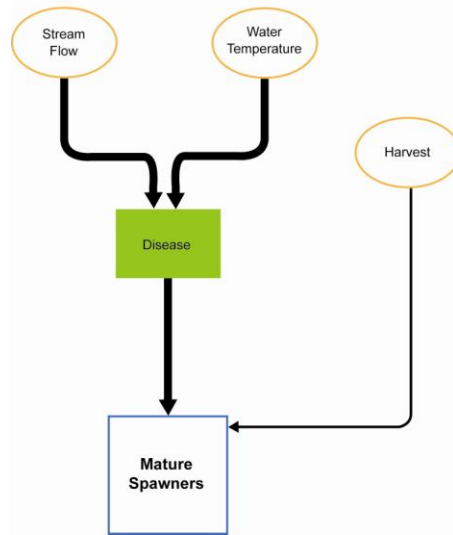 Stream
Flow
Water
Temperature
Harvest
Disease
Mature
Spawners